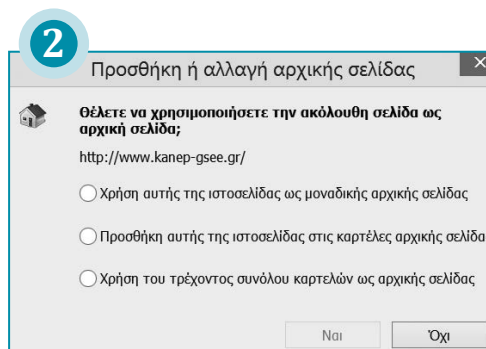 2
Προσθήκη ή αλλαγή αρχικής σελίδας
Θέλετε να χρησιμοποιήσετε την ακόλουθη σελίδα ως
αρχική σελίδα;
http://www.kanep-gsee.gr/
Χρήση αυτής της ιστοσελίδας ως μοναδικής αρχικής σελίδας
Προσθήκη αυτής της ιστοσελίδας στις καρτέλες αρχικής σελίδα
Χρήση του τρέχοντος συνόλου καρτελών ως αρχικής σελίδας
Ναι Όχι